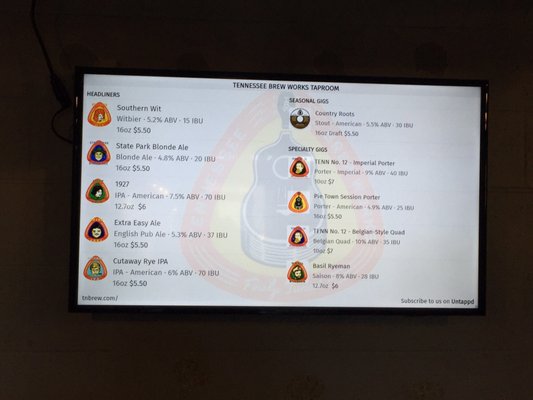 TENNESSEE BREW WORKS TAPROOM
HEADLINERS
Southern Wit
Witbier · 5.2% ABV · 15 IBU
16oz $5.50
State Park Blonde Ale
Blonde Ale · 4.8% ABV · 20 IBU
16oz $5.50
1927
IPA - American · 7.5% ABV · 70 IBU
12.7oz $6
Extra Easy Ale
English Pub Ale · 5.3% ABV · 37 IBU
16oz $5.50
Cutaway Rye IPA
IPA - American · 6% ABV · 70 IBU
16oz $5.50
tnbrew.com/
SEASONAL GIGS
Country Roots
Stout - American · 5.5% ABV · 30 IBU
16oz Draft $5.50
SPECIALTY GIGS
TENN No. 12 - Imperial Porter
Porter - Imperial · 9% ABV · 40 IBU
10oz $7
Pie Town Session Porter
Porter - American · 4.9% ABV · 25 IBU
16oz $5.50
TENN No. 12 - Belgian-Style Quad
Belgian Quad · 10% ABV · 35 IBU
10oz $7
Basil Ryeman
Saison · 8% ABV · 28 IBU
12.7oz $6
Subscribe to us on Untappd